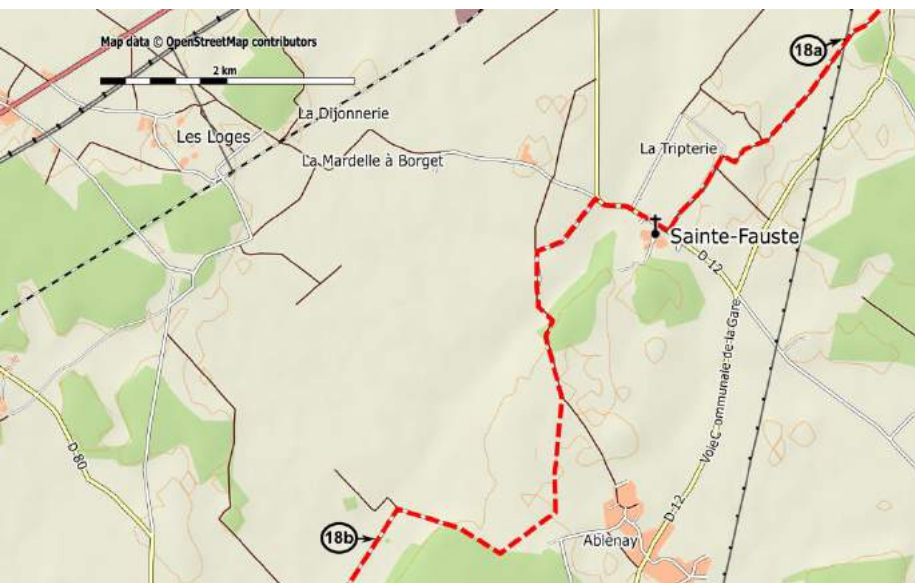 Map data © OpenStreetMap contributors
2 km
18a
La Dijonnerie
Les Loges
La Mardelle à Borget
La Tripterie
Sainte-Fauste
D-12
Voie Communale de la Gare
D-80
D-12
18b
Ablenay